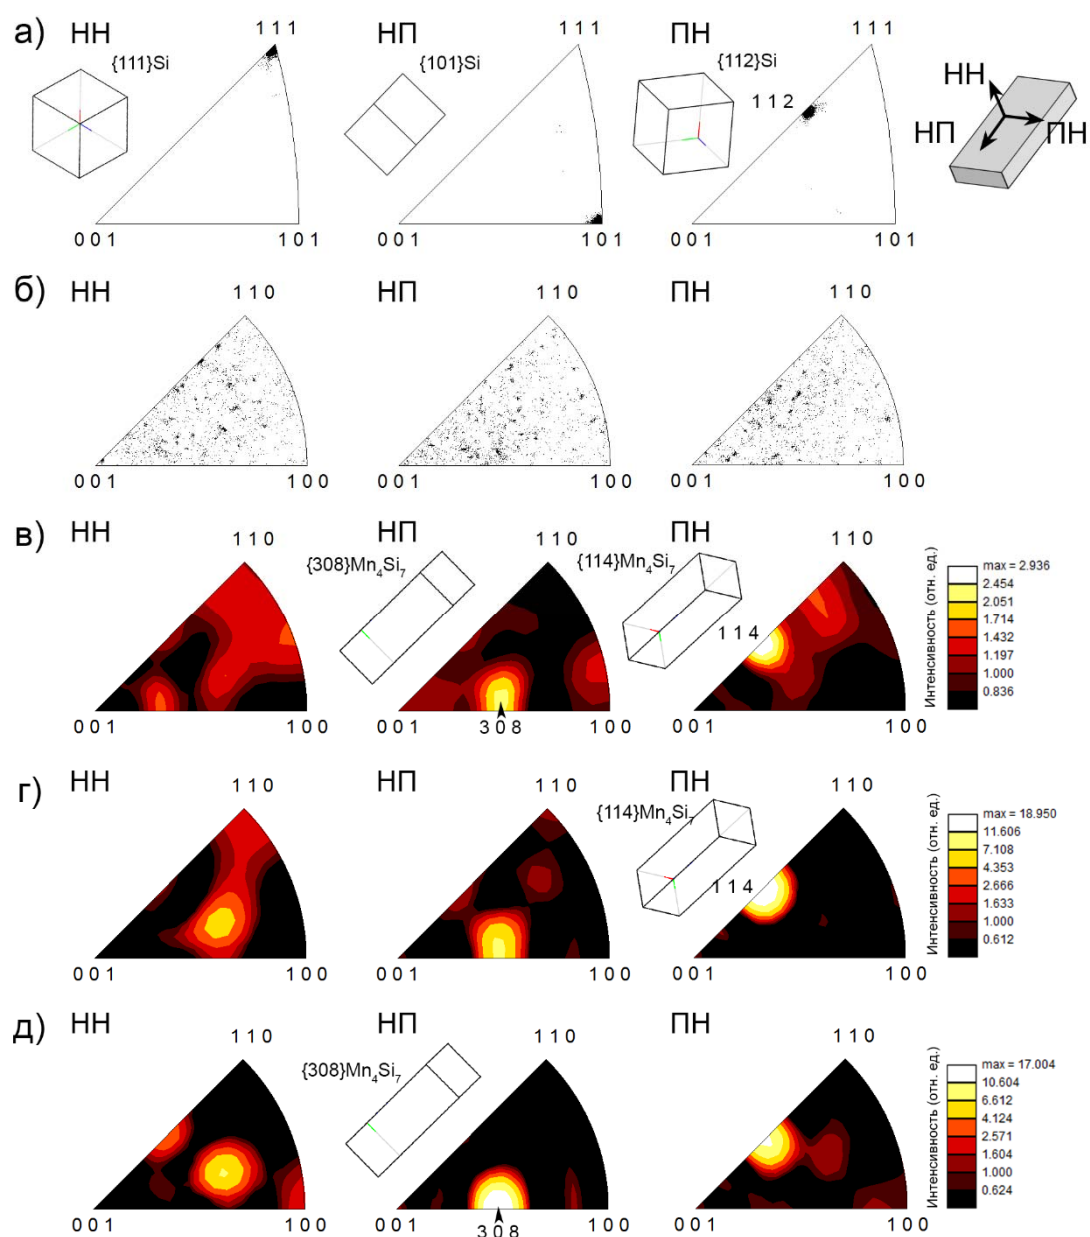 а) НН НП ПН
{111}Si {101}Si {112}Si
1 1 1 1 1 1 1 1 1
1 1 2
0 0 1 1 0 1 0 0 1 1 0 1 0 0 1 1 0 1
НН
НП ПН
б) НН НП ПН
1 1 0 1 1 0 1 1 0
0 0 1 1 0 0 0 0 1 1 0 0 0 0 1 1 0 0
в) НН НП ПН
1 1 0 1 1 0 1 1 0
{308}Mn₄Si₇ {114}Mn₄Si₇
1 1 4
0 0 1 1 0 0 0 0 1 3 0 8 1 0 0 0 0 1 1 0 0
Интенсивность (отн. ед.)
max = 2.936
2.454
2.051
1.714
1.432
1.197
1.000
0.836
г) НН НП ПН
1 1 0 1 1 0 1 1 0
{114}Mn₄Si₇
1 1 4
0 0 1 1 0 0 0 0 1 1 0 0 0 0 1 1 0 0
Интенсивность (отн. ед.)
max = 18.950
11.606
7.108
4.353
2.666
1.633
1.000
0.612
д) НН НП ПН
1 1 0 1 1 0 1 1 0
{308}Mn₄Si₇
0 0 1 1 0 0 0 0 1 3 0 8 1 0 0 0 0 1 1 0 0
Интенсивность (отн. ед.)
max = 17.004
10.604
6.612
4.124
2.571
1.604
1.000
0.624